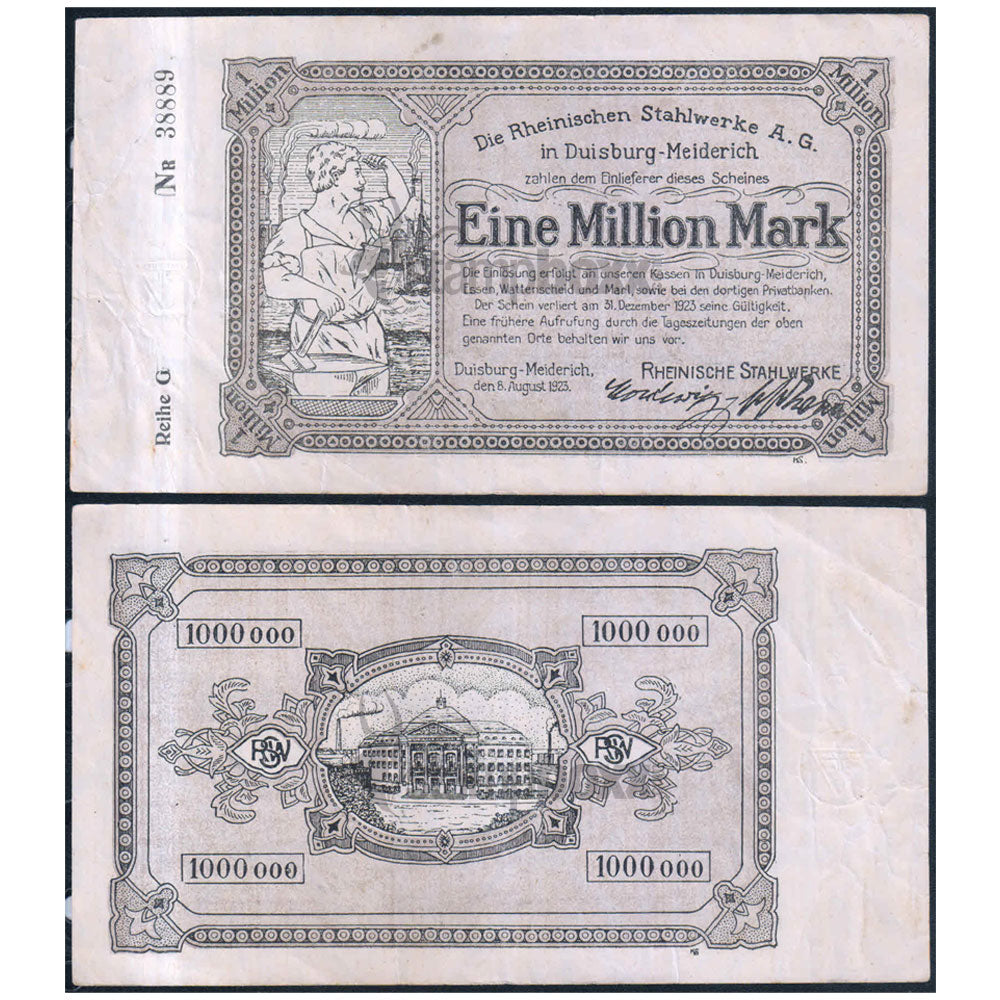 Reihe G Nr 38889
1 Million
1 Million
Die Rheinischen Stahlwerke A. G.
in Duisburg-Meiderich
zahlen dem Einlieferer dieses Scheines
Eine Million Mark
Die Einlösung erfolgt an unseren Kassen in Duisburg-Meiderich,
Essen, Wattenscheid und Marl, sowie bei den dortigen Privatbanken.
Der Schein verliert am 31. Dezember 1923 seine Gültigkeit.
Eine frühere Aufrufung durch die Tageszeitungen der oben
genannten Orte behalten wir uns vor.
Duisburg-Meiderich,
den 8. August 1923.
RHEINISCHE STAHLWERKE
1 Million
Million 1
1000 000
1000 000
RSW
RSW
1000 000
1000 000